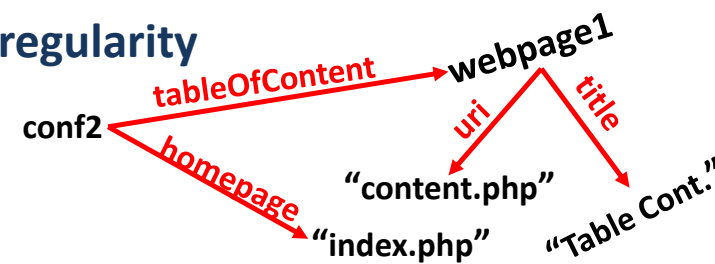 regularity
webpage1
tableOfContent
title
uri
conf2
homepage
“content.php”
“Table Cont.”
“index.php”